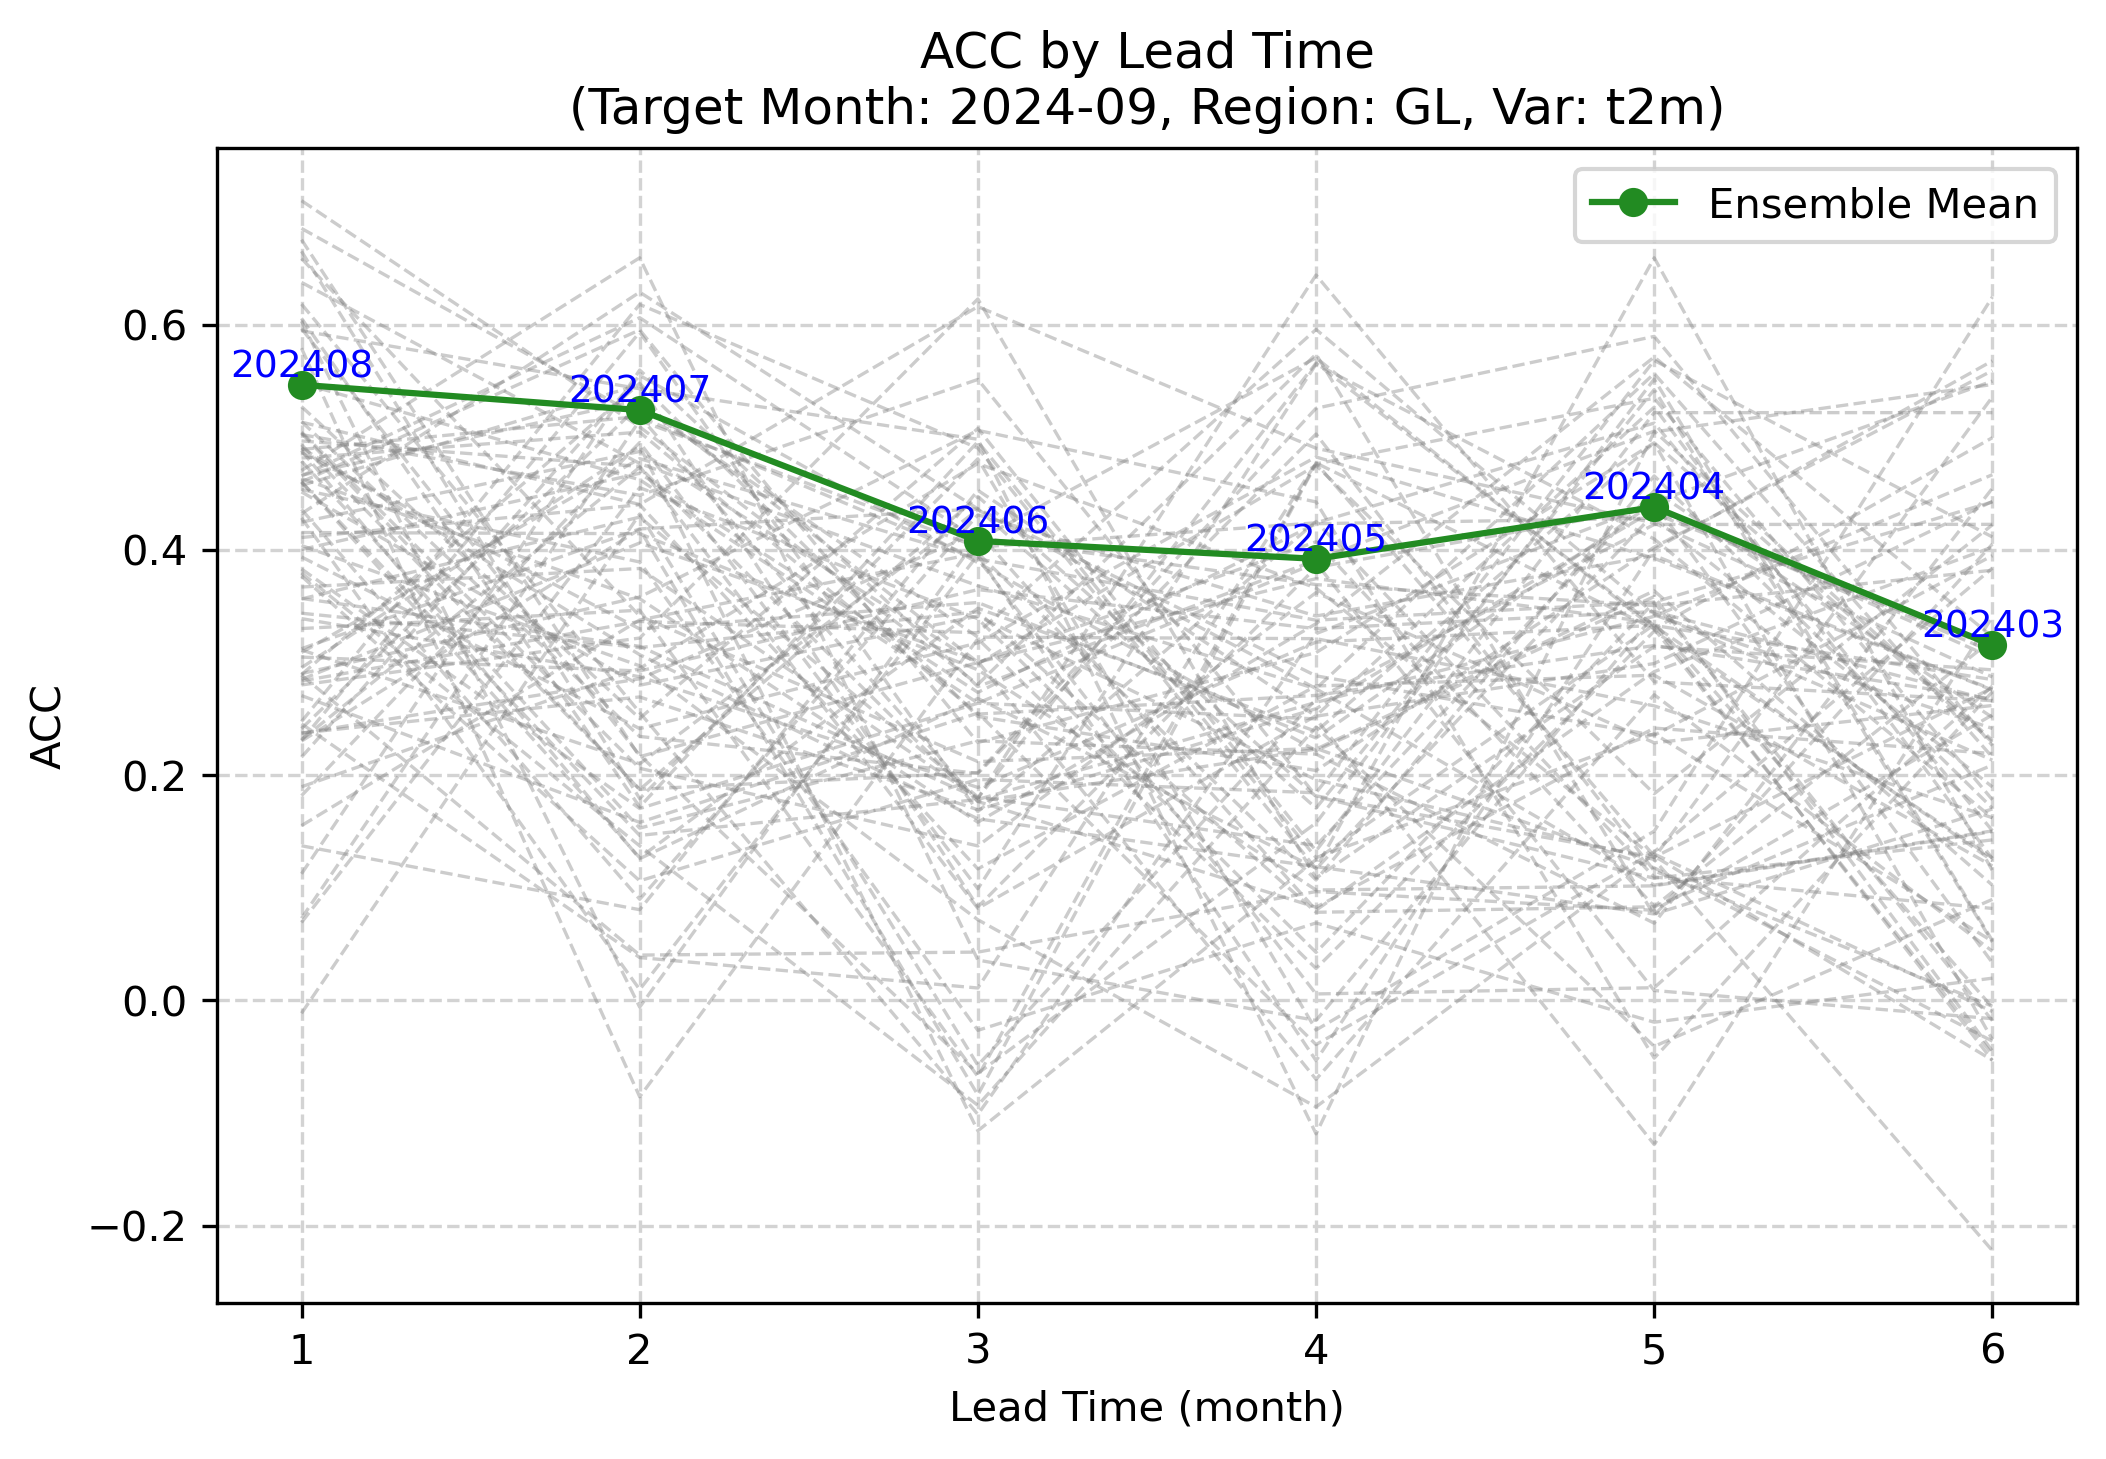 ACC by Lead Time
(Target Month: 2024-09, Region: GL, Var: t2m)
Ensemble Mean
202408
202407
202406
202405
202404
202403
ACC
0.6
0.4
0.2
0.0
−0.2
1 2 3 4 5 6
Lead Time (month)